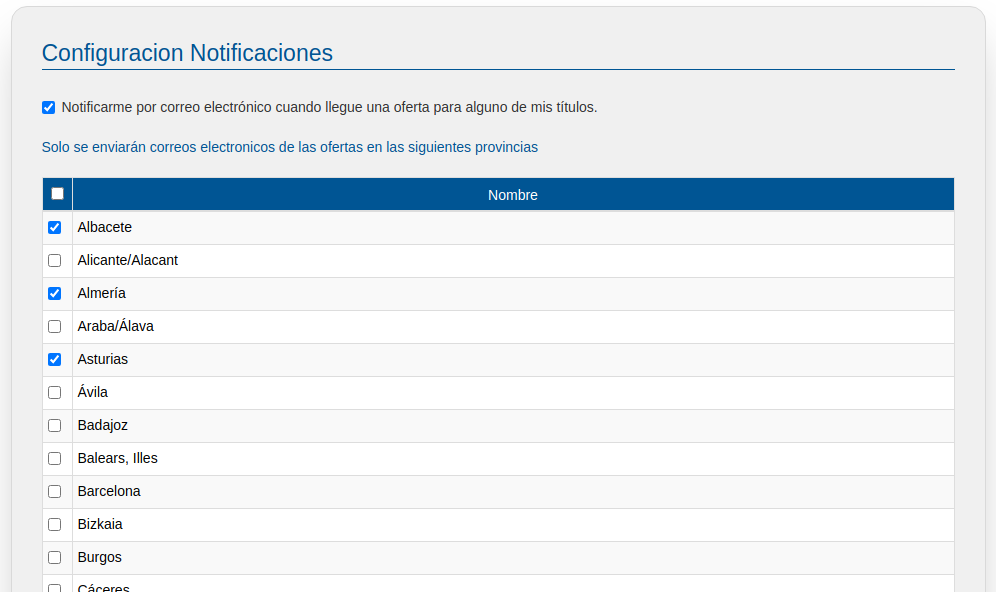 Configuracion Notificaciones
Notificarme por correo electrónico cuando llegue una oferta para alguno de mis títulos.
Solo se enviarán correos electronicos de las ofertas en las siguientes provincias
Nombre
Albacete
Alicante/Alacant
Almería
Araba/Álava
Asturias
Ávila
Badajoz
Balears, Illes
Barcelona
Bizkaia
Burgos
Cáceres